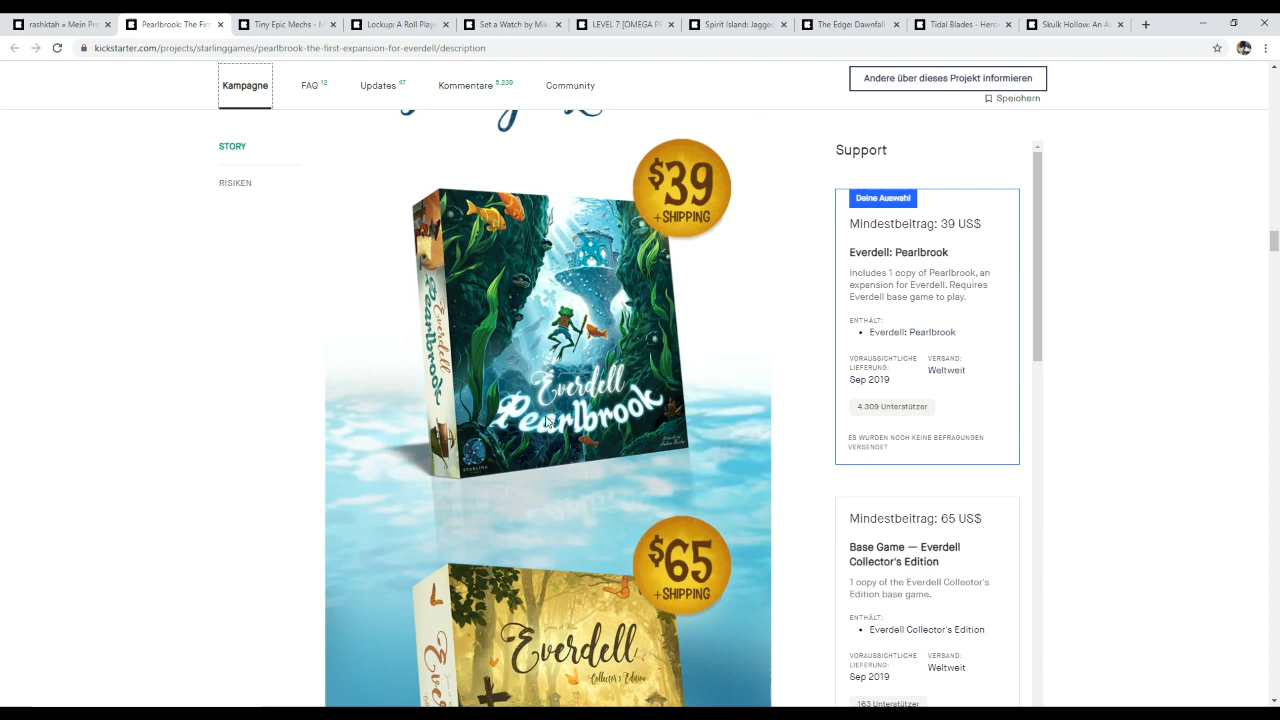 rashktah » Mein Pro
Pearlbrook: The Firs
Tiny Epic Mechs -
Lockup: A Roll Playe
Set a Watch by Mik
LEVEL 7 [OMEGA P
Spirit Island: Jagged
The Edge: Dawnfall
Tidal Blades - Hero
Skulk Hollow: An A
kickstarter.com/projects/starlinggames/pearlbrook-the-first-expansion-for-everdell/description
Kampagne
FAQ 12
Updates 47
Kommentare 5.239
Community
Andere über dieses Projekt informieren
Speichern
STORY
RISIKEN
$39
+SHIPPING
Everdell
Pearlbrook
Everdell
Pearlbrook
STARLING
$65
+SHIPPING
Everdell
Collector's Edition
Support
Deine Auswahl
Mindestbeitrag: 39 US$
Everdell: Pearlbrook
Includes 1 copy of Pearlbrook, an
expansion for Everdell. Requires
Everdell base game to play.
ENTHÄLT:
• Everdell: Pearlbrook
VORAUSSICHTLICHE
LIEFERUNG:
Sep 2019
VERSAND:
Weltweit
4.309 Unterstützer
ES WURDEN NOCH KEINE BEFRAGUNGEN
VERSENDET
Mindestbeitrag: 65 US$
Base Game — Everdell
Collector's Edition
1 copy of the Everdell Collector's
Edition base game.
ENTHÄLT:
• Everdell Collector's Edition
VORAUSSICHTLICHE
LIEFERUNG:
Sep 2019
VERSAND:
Weltweit
163 Unterstützer